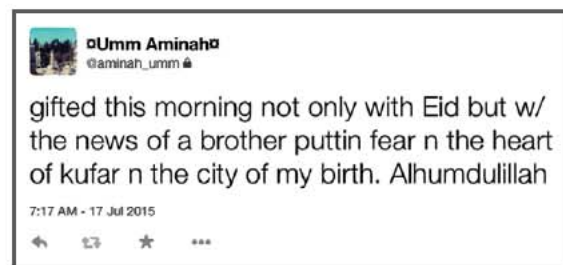 ¤Umm Aminah¤
@aminah_umm
gifted this morning not only with Eid but w/
the news of a brother puttin fear n the heart
of kufar n the city of my birth. Alhumdulillah
7:17 AM - 17 Jul 2015